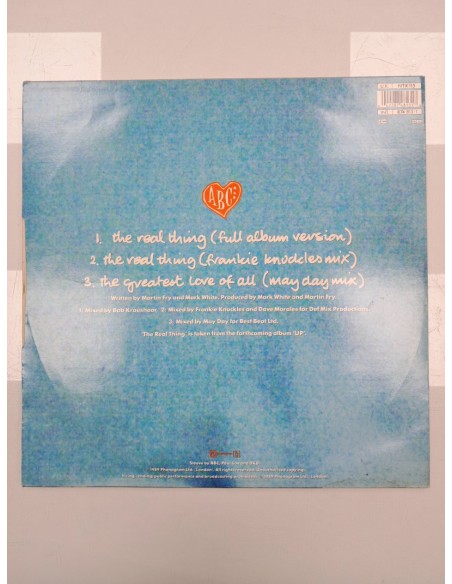 ABC
1. the real thing (full album version)
2. the real thing (frankie knuckles mix)
3. the greatest love of all (may day mix)
Written by Martin Fry and Mark White. Produced by Mark White and Martin Fry.
1. Mixed by Bob Kraushaar. 2. Mixed by Frankie Knuckles and Dave Morales for Def Mix Productions.
3. Mixed by May Day for Best Beat Ltd.
The Real Thing, is taken from the forthcoming album 'UP'.